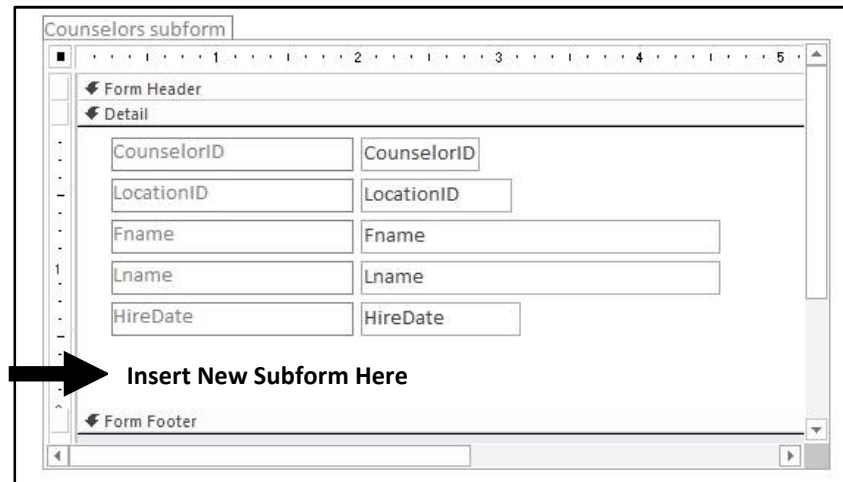 Counselors subform
1 2 3 4 5
Form Header
Detail
CounselorID CounselorID
LocationID LocationID
Fname Fname
Lname Lname
1
HireDate HireDate
Insert New Subform Here
Form Footer